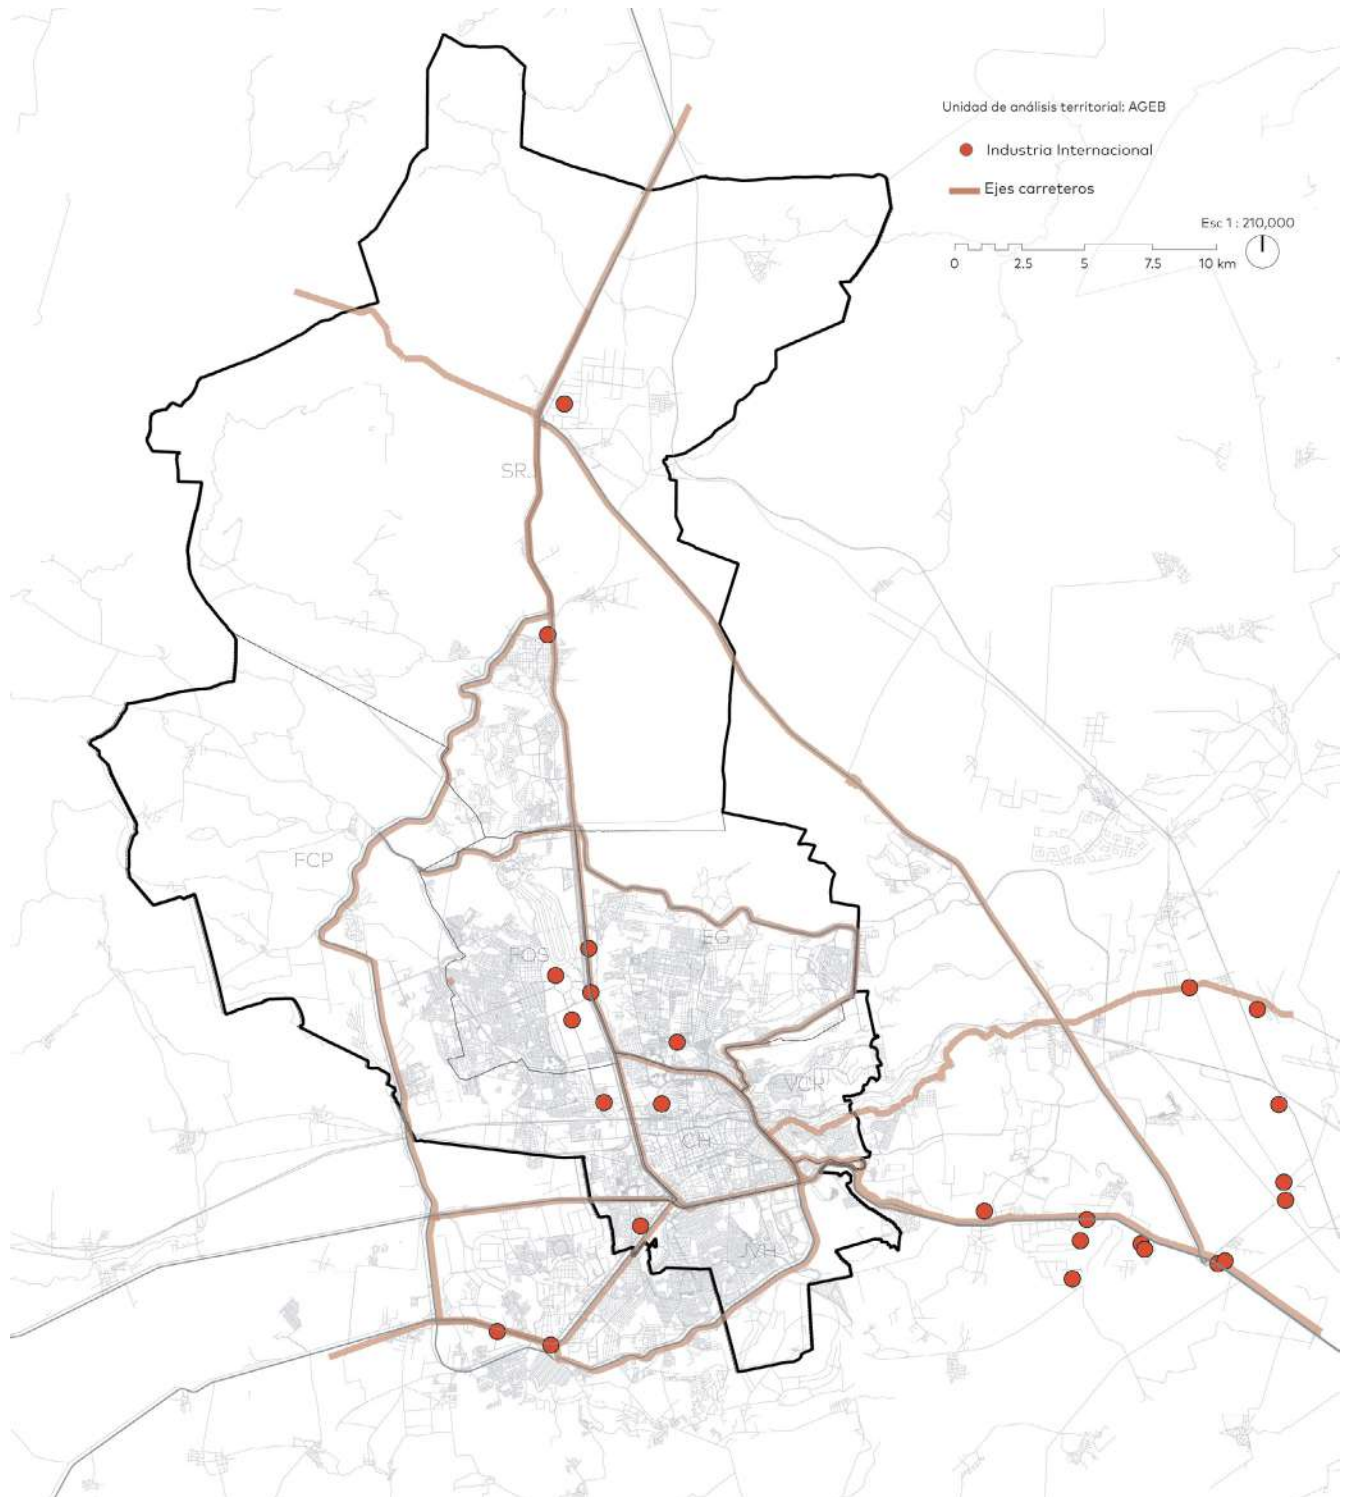 Unidad de análisis territorial: AGEB
Industria Internacional
Ejes carreteros
Esc 1 : 210,000
0 2.5 5 7.5 10 km
SRJ
FCP
FOS
EG
VCR
CH
JVH